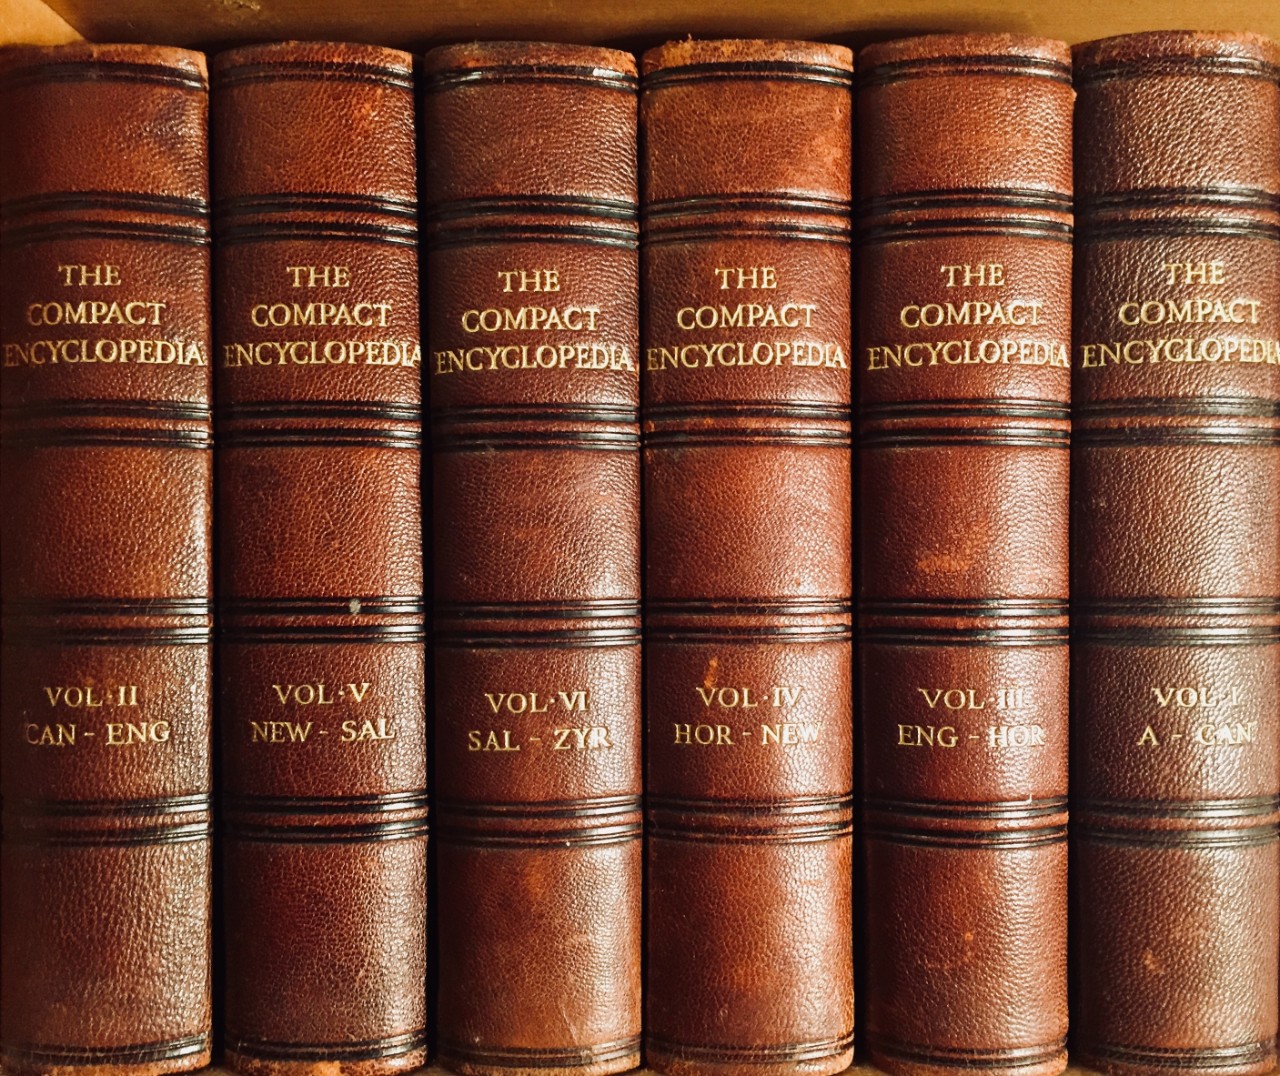 THE
COMPACT
ENCYCLOPEDIA
VOL·II
CAN - ENG
THE
COMPACT
ENCYCLOPEDIA
VOL·V
NEW - SAL
THE
COMPACT
ENCYCLOPEDIA
VOL·VI
SAL - ZYR
THE
COMPACT
ENCYCLOPEDIA
VOL·IV
HOR - NEW
THE
COMPACT
ENCYCLOPEDIA
VOL·III
ENG - HOR
THE
COMPACT
ENCYCLOPEDIA
VOL·I
A - CAN